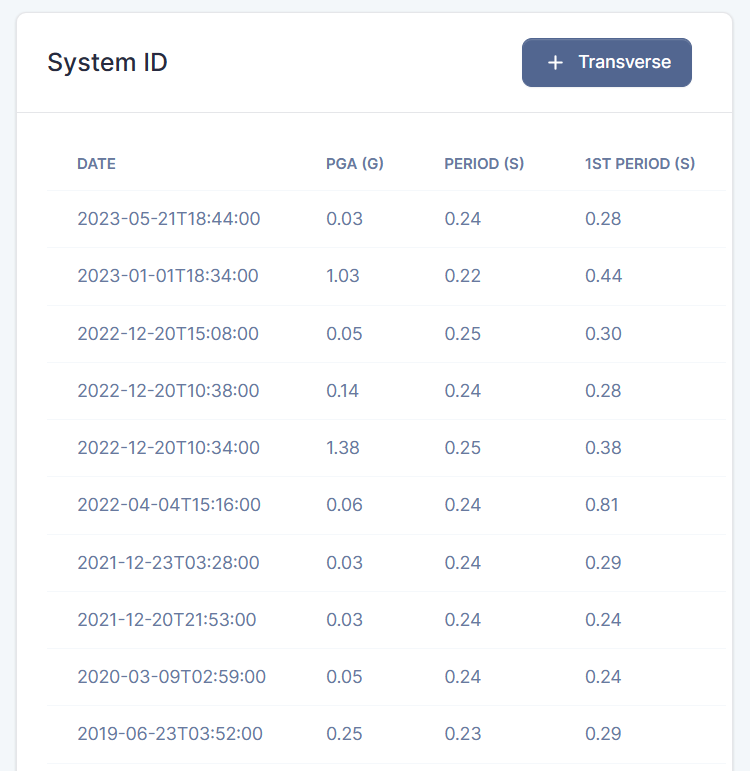 System ID
+ Transverse
DATE PGA (G) PERIOD (S) 1ST PERIOD (S)
2023-05-21T18:44:00 0.03 0.24 0.28
2023-01-01T18:34:00 1.03 0.22 0.44
2022-12-20T15:08:00 0.05 0.25 0.30
2022-12-20T10:38:00 0.14 0.24 0.28
2022-12-20T10:34:00 1.38 0.25 0.38
2022-04-04T15:16:00 0.06 0.24 0.81
2021-12-23T03:28:00 0.03 0.24 0.29
2021-12-20T21:53:00 0.03 0.24 0.24
2020-03-09T02:59:00 0.05 0.24 0.24
2019-06-23T03:52:00 0.25 0.23 0.29